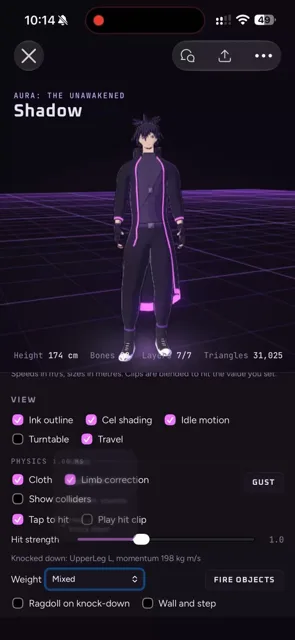 10:14
49
AURA: THE UNAWAKENED
Shadow
Height 174 cm Bones Layers 7/7 Triangles 31,025
Speeds in m/s, sizes in metres. Clips are blended to hit the value you set.
VIEW
Ink outline Cel shading Idle motion
Turntable Travel
PHYSICS
Cloth Limb correction GUST
Show colliders
Tap to hit Play hit clip
Hit strength 1.0
Knocked down: UpperLeg L, momentum 198 kg m/s
Weight Mixed FIRE OBJECTS
Ragdoll on knock-down Wall and step